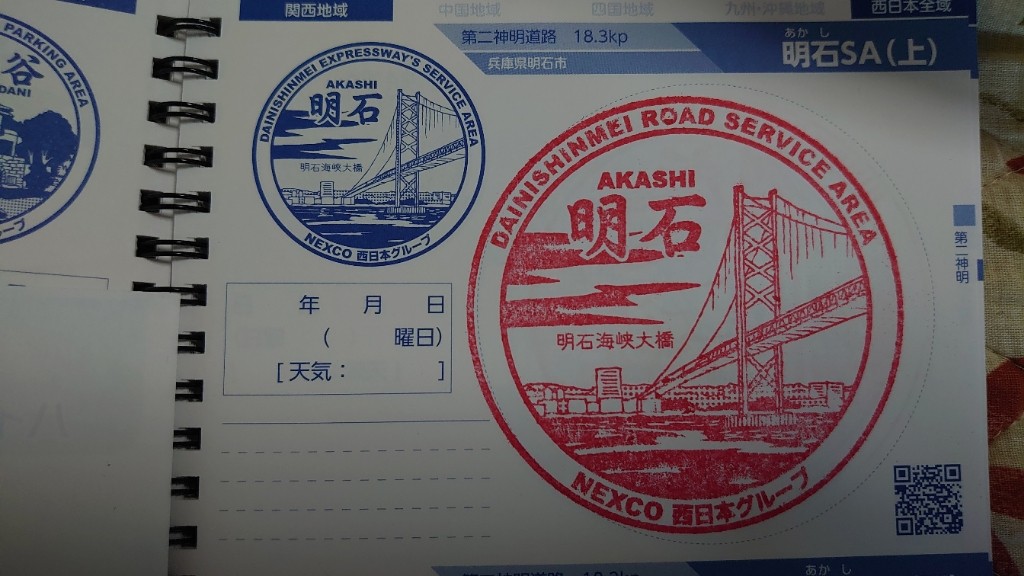 関西地域
中国地域
四国地域
九州・沖縄地域
西日本全域
第二神明道路 18.3kp
兵庫県明石市
あかし
明石SA(上)
PARKING AREA
谷
DANI
DAINISHINMEI EXPRESSWAY'S SERVICE AREA
AKASHI
明石
明石海峡大橋
NEXCO 西日本グループ
年 月 日
( 曜日)
[天気: ]
DAINISHINMEI ROAD SERVICE AREA
AKASHI
明石
明石海峡大橋
NEXCO 西日本グループ
第二神明
あかし